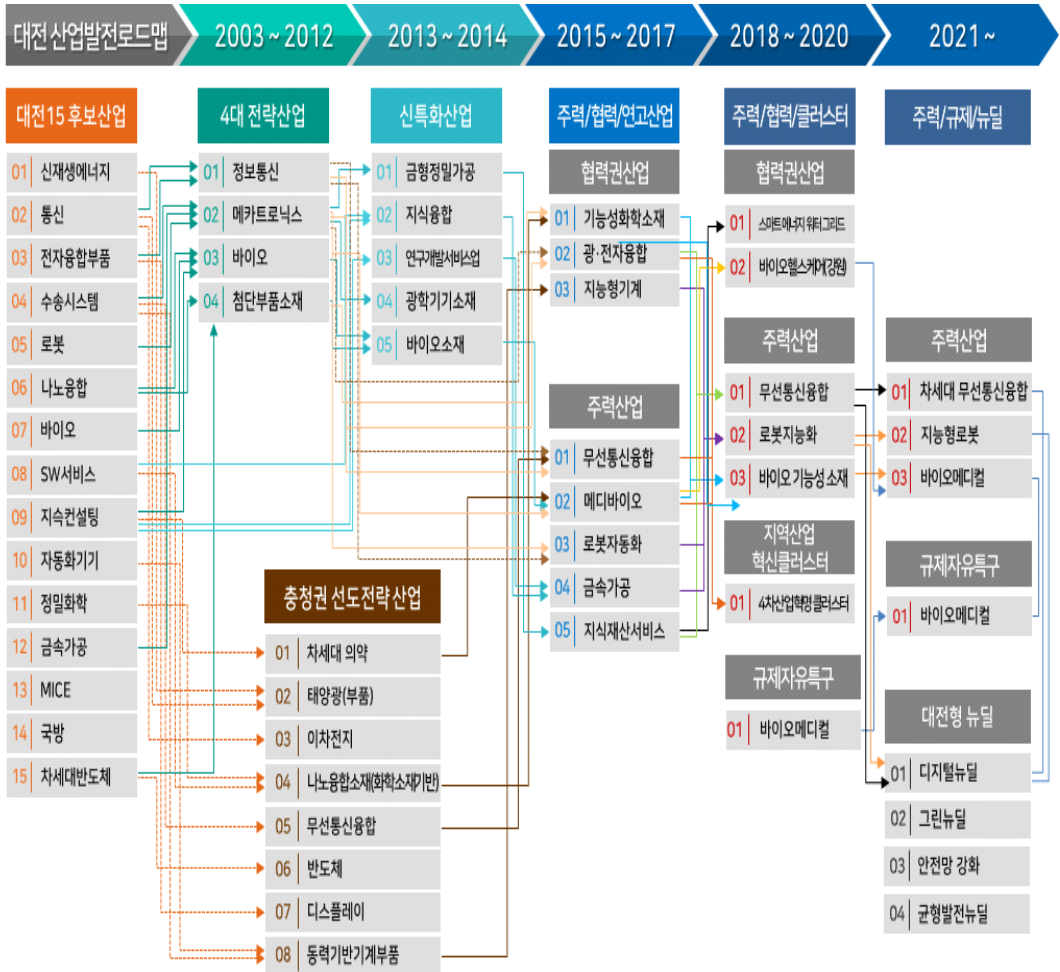 대전 산업발전로드맵
2003 ~ 2012
2013 ~ 2014
2015 ~ 2017
2018 ~ 2020
2021 ~
대전15 후보산업
01 신재생에너지
02 통신
03 전자융합부품
04 수송시스템
05 로봇
06 나노융합
07 바이오
08 SW서비스
09 지슥컨설팅
10 자동화기기
11 정밀화학
12 금속가공
13 MICE
14 국방
15 차세대반도체
4대 전략산업
01 정보통신
02 메카트로닉스
03 바이오
04 첨단부품소재
충청권 선도전략 산업
01 차세대 의약
02 태양광(부품)
03 이차전지
04 나노융합소재(화학소재기반)
05 무선통신융합
06 반도체
07 디스플레이
08 동력기반기계부품
신특화산업
01 금형정밀가공
02 지식융합
03 연구개발서비스업
04 광학기기소재
05 바이오소재
주력/협력/연고산업
협력권산업
01 기능성화학소재
02 광·전자융합
03 지능형기계
주력산업
01 무선통신융합
02 메디바이오
03 로봇자동화
04 금속가공
05 지식재산서비스
주력/협력/클러스터
협력권산업
01 스마트에너지 워터그리드
02 바이오헬스케어(강원)
주력산업
01 무선통신융합
02 로봇지능화
03 바이오 기능성 소재
지역산업
혁신클러스터
01 4차산업혁명 클러스터
규제자유특구
01 바이오메디컬
주력/규제/뉴딜
주력산업
01 차세대 무선통신융합
02 지능형로봇
03 바이오메디컬
규제자유특구
01 바이오메디컬
대전형 뉴딜
01 디지털뉴딜
02 그린뉴딜
03 안전망 강화
04 균형발전뉴딜